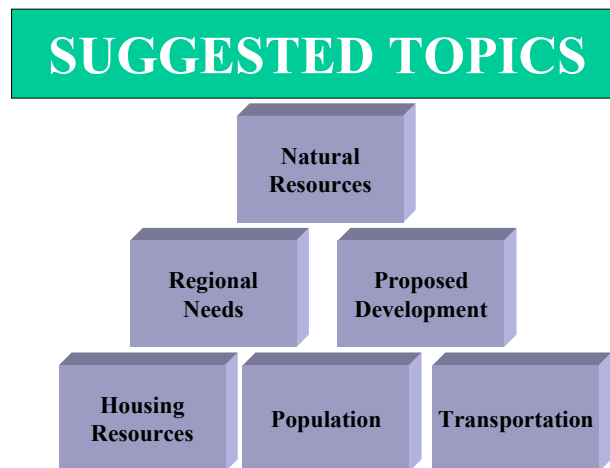 SUGGESTED TOPICS
Natural
Resources
Regional
Needs
Proposed
Development
Housing
Resources
Population
Transportation